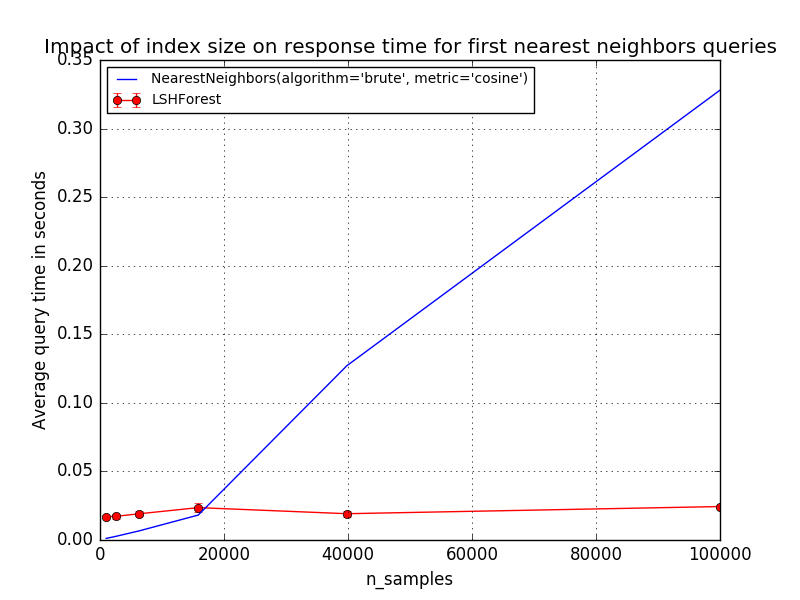 Impact of index size on response time for first nearest neighbors queries
NearestNeighbors(algorithm='brute', metric='cosine')
LSHForest
Average query time in seconds
0.35
0.30
0.25
0.20
0.15
0.10
0.05
0.00
0
20000
40000
60000
80000
100000
n_samples